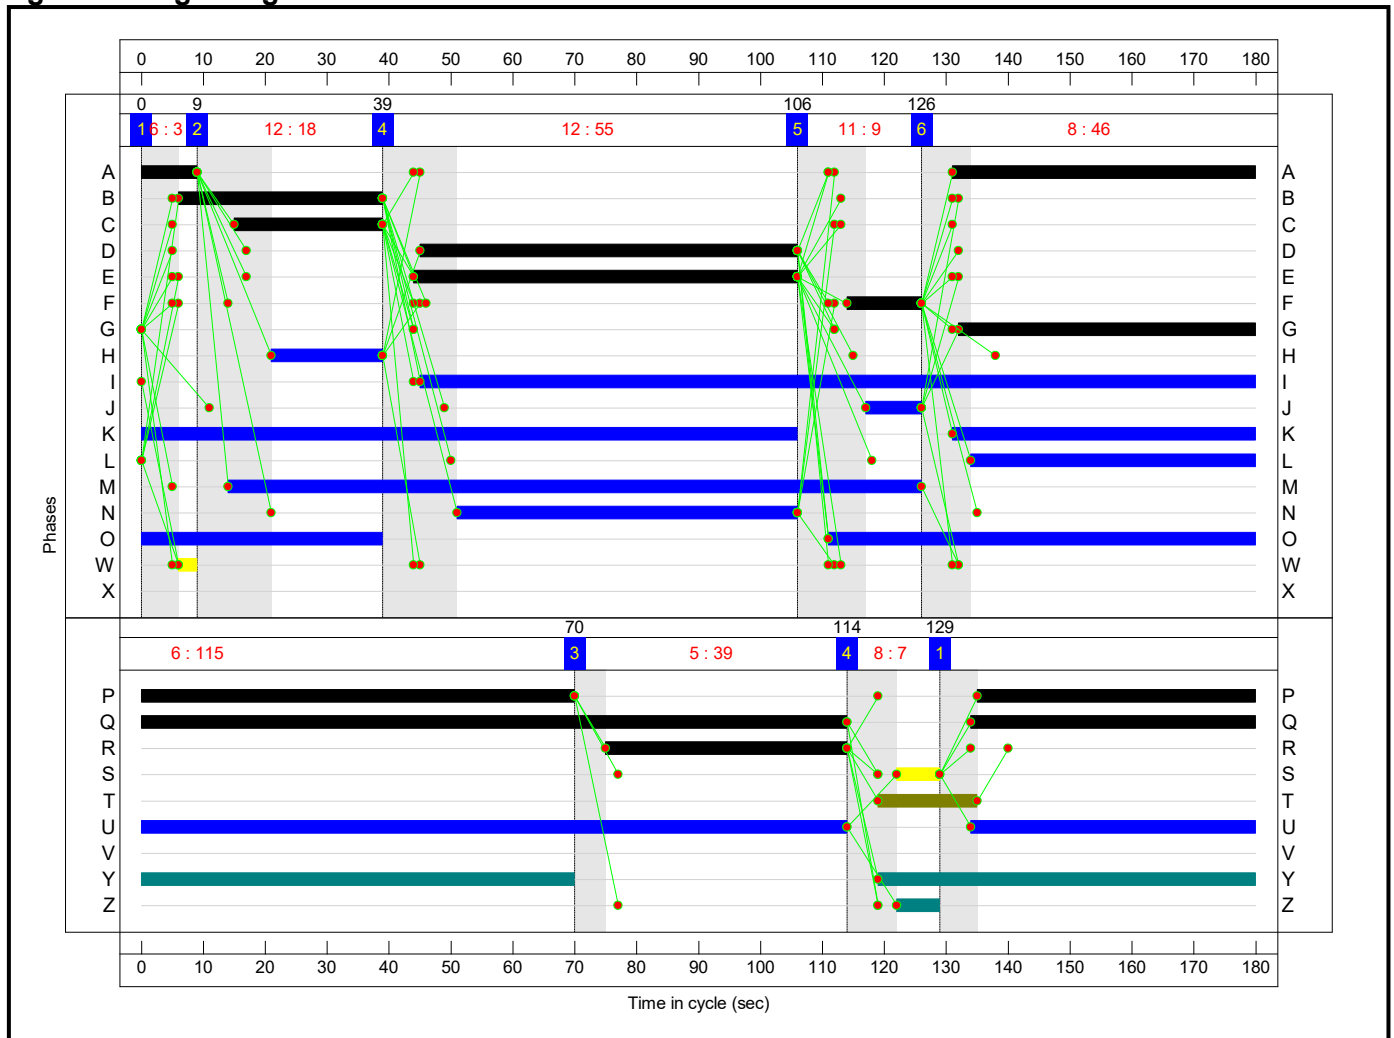 0 10 20 30 40 50 60 70 80 90 100 110 120 130 140 150 160 170 180
0 9 39 106 126
1 6 : 3 2 12 : 18 4 12 : 55 5 11 : 9 6 8 : 46
A A
B B
C C
D D
E E
F F
G G
H H
I I
J J
K K
L L
M M
N N
O O
W W
X X
Phases
70 114 129
6 : 115 3 5 : 39 4 8 : 7 1
P P
Q Q
R R
S S
T T
U U
V V
Y Y
Z Z
0 10 20 30 40 50 60 70 80 90 100 110 120 130 140 150 160 170 180
Time in cycle (sec)